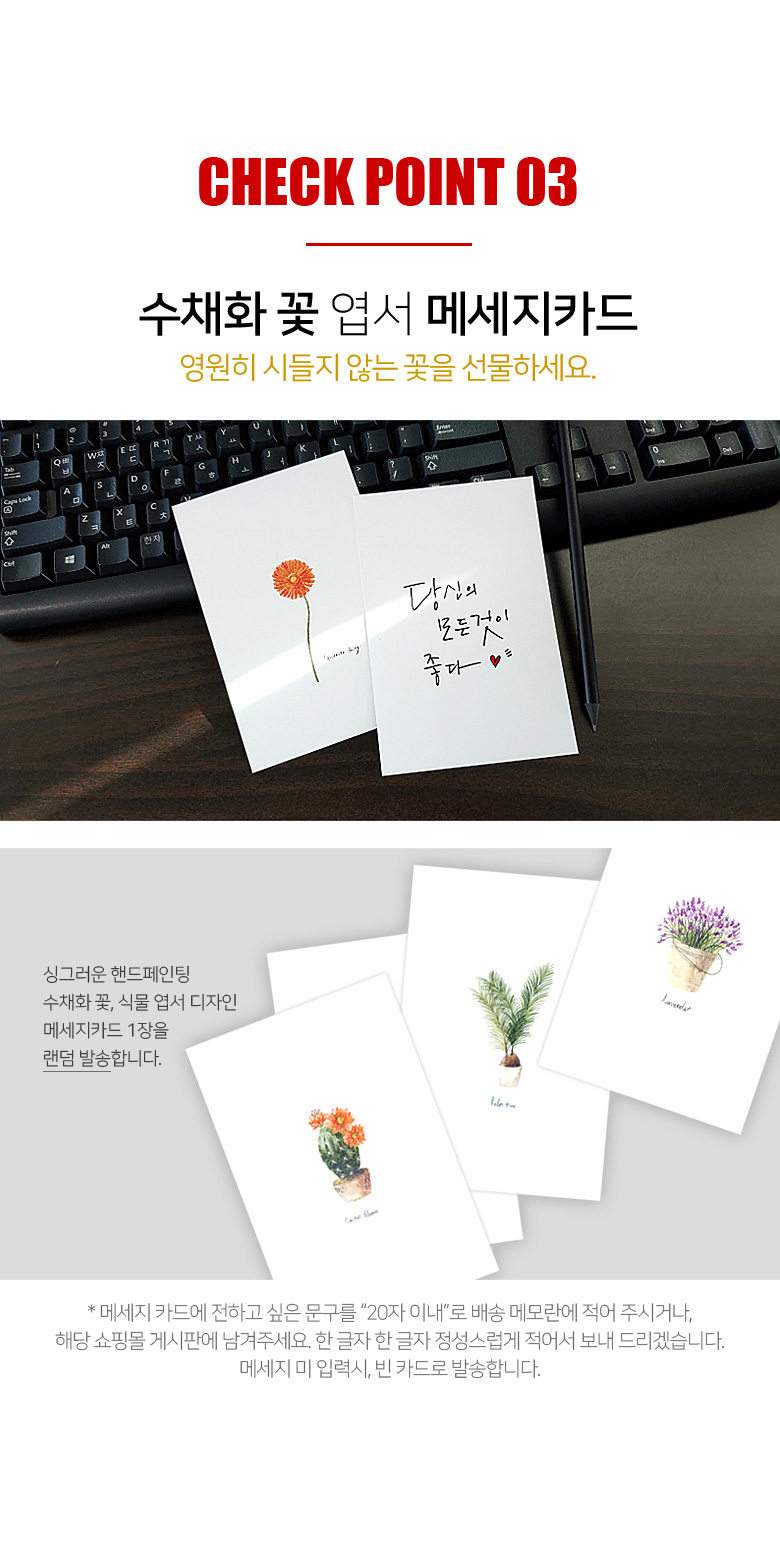 CHECK POINT 03
수채화 꽃 엽서 메세지카드
영원히 시들지 않는 꽃을 선물하세요.
당신의
모든것이
좋다
싱그러운 핸드페인팅
수채화 꽃, 식물 엽서 디자인
메세지카드 1장을
랜덤 발송합니다.
Lavender
Palm tree
* 메세지 카드에 전하고 싶은 문구를 “20자 이내”로 배송 메모란에 적어 주시거나,
해당 쇼핑몰 게시판에 남겨주세요. 한 글자 한 글자 정성스럽게 적어서 보내 드리겠습니다.
메세지 미 입력시, 빈 카드로 발송합니다.